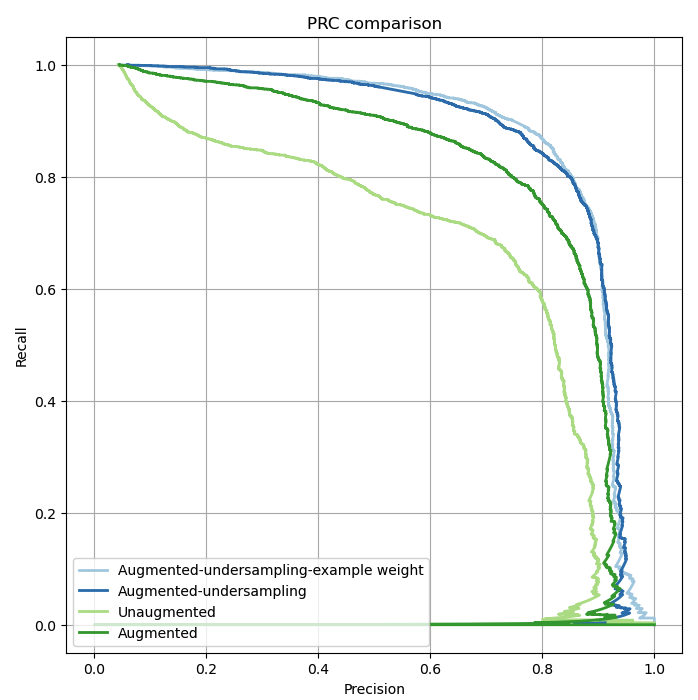 PRC comparison
1.0
0.8
0.6
0.4
0.2
0.0
Recall
Augmented-undersampling-example weight
Augmented-undersampling
Unaugmented
Augmented
0.0 0.2 0.4 0.6 0.8 1.0
Precision